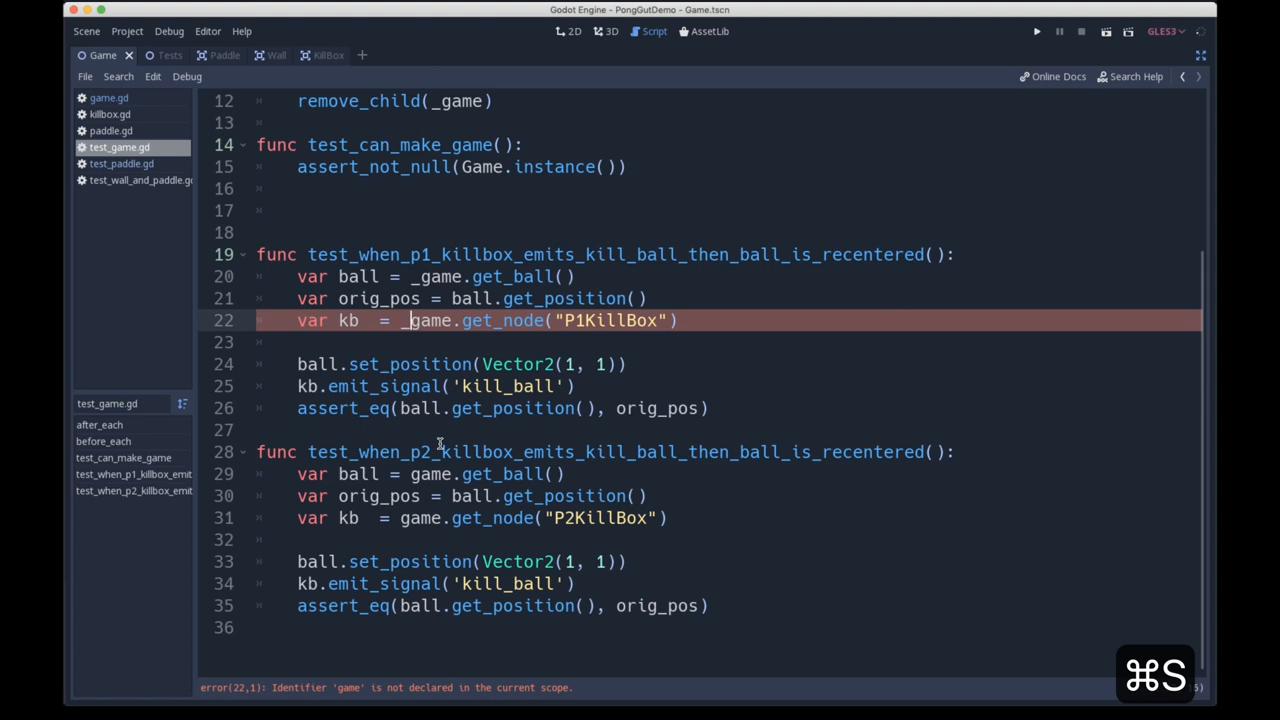 Godot Engine - PongGutDemo - Game.tscn
Scene Project Debug Editor Help 2D 3D Script AssetLib GLES3
Game Tests Paddle Wall KillBox
File Search Edit Debug Online Docs Search Help
game.gd
killbox.gd
paddle.gd
test_game.gd
test_paddle.gd
test_wall_and_paddle.gd
test_game.gd
after_each
before_each
test_can_make_game
test_when_p1_killbox_emit
test_when_p2_killbox_emit
12 remove_child(_game)
13
14 func test_can_make_game():
15 assert_not_null(Game.instance())
16
17
18
19 func test_when_p1_killbox_emits_kill_ball_then_ball_is_recentered():
20 var ball = _game.get_ball()
21 var orig_pos = ball.get_position()
22 var kb  = _game.get_node("P1KillBox")
23
24 ball.set_position(Vector2(1, 1))
25 kb.emit_signal('kill_ball')
26 assert_eq(ball.get_position(), orig_pos)
27
28 func test_when_p2_killbox_emits_kill_ball_then_ball_is_recentered():
29 var ball = game.get_ball()
30 var orig_pos = ball.get_position()
31 var kb  = game.get_node("P2KillBox")
32
33 ball.set_position(Vector2(1, 1))
34 kb.emit_signal('kill_ball')
35 assert_eq(ball.get_position(), orig_pos)
36
error(22,1): Identifier 'game' is not declared in the current scope.
⌘S